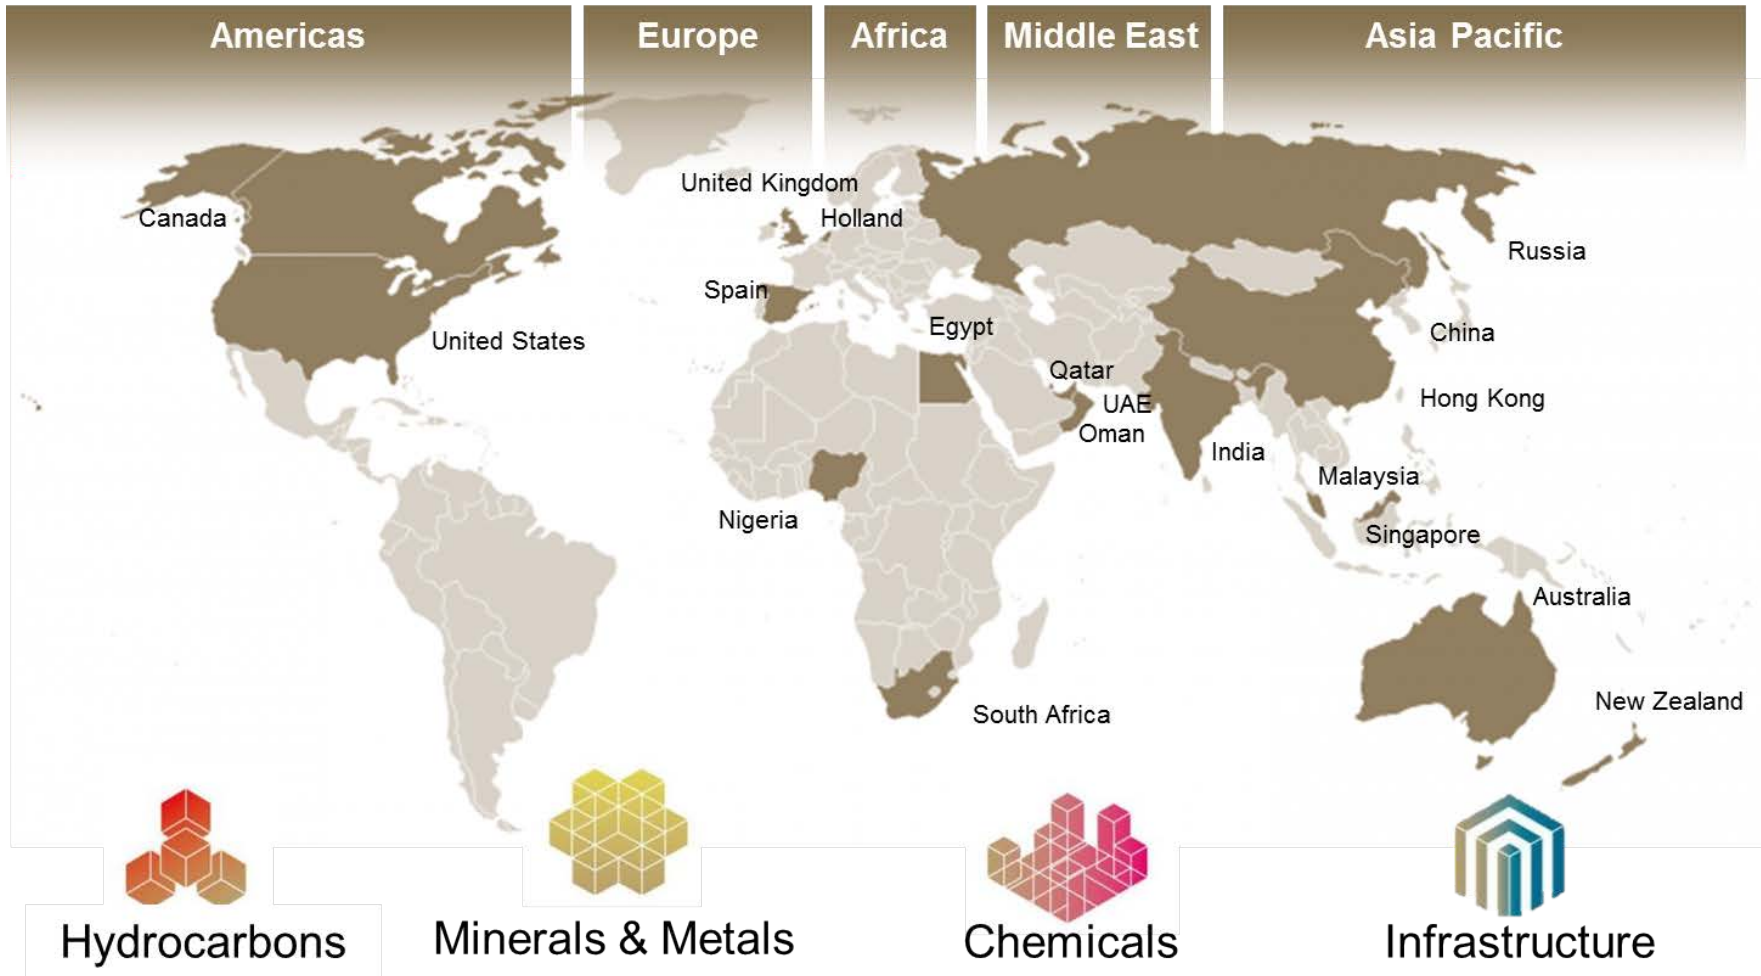 Americas
Europe
Africa
Middle East
Asia Pacific
United Kingdom
Canada
Holland
Russia
Spain
Egypt
United States
China
Qatar
Hong Kong
UAE
Oman
India
Malaysia
Nigeria
Singapore
Australia
New Zealand
South Africa
Hydrocarbons
Minerals & Metals
Chemicals
Infrastructure